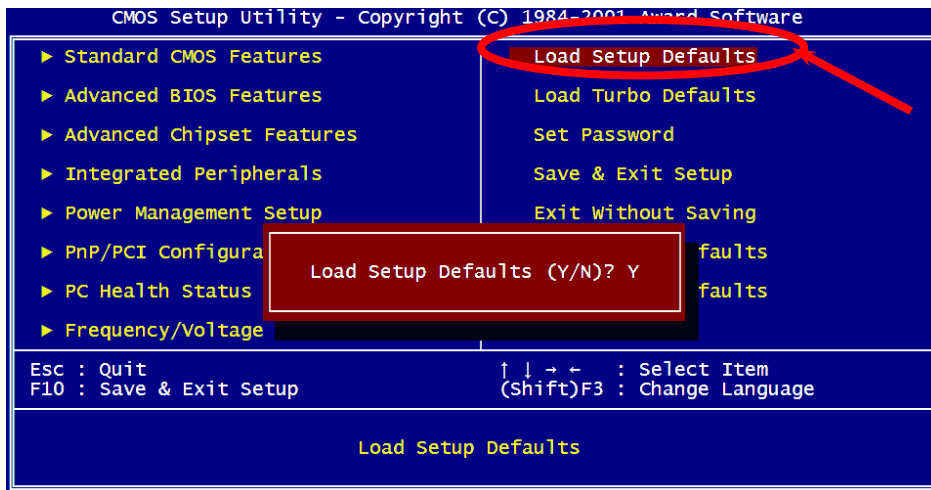 CMOS Setup Utility - Copyright (C) 1984-2001 Award Software
► Standard CMOS Features
► Advanced BIOS Features
► Advanced Chipset Features
► Integrated Peripherals
► Power Management Setup
► PnP/PCI Configura
► PC Health Status
► Frequency/Voltage
Load Setup Defaults
Load Turbo Defaults
Set Password
Save & Exit Setup
Exit Without Saving
faults
faults
Load Setup Defaults (Y/N)? Y
Esc : Quit
F10 : Save & Exit Setup
↑ ↓ → ← : Select Item
(Shift)F3 : Change Language
Load Setup Defaults